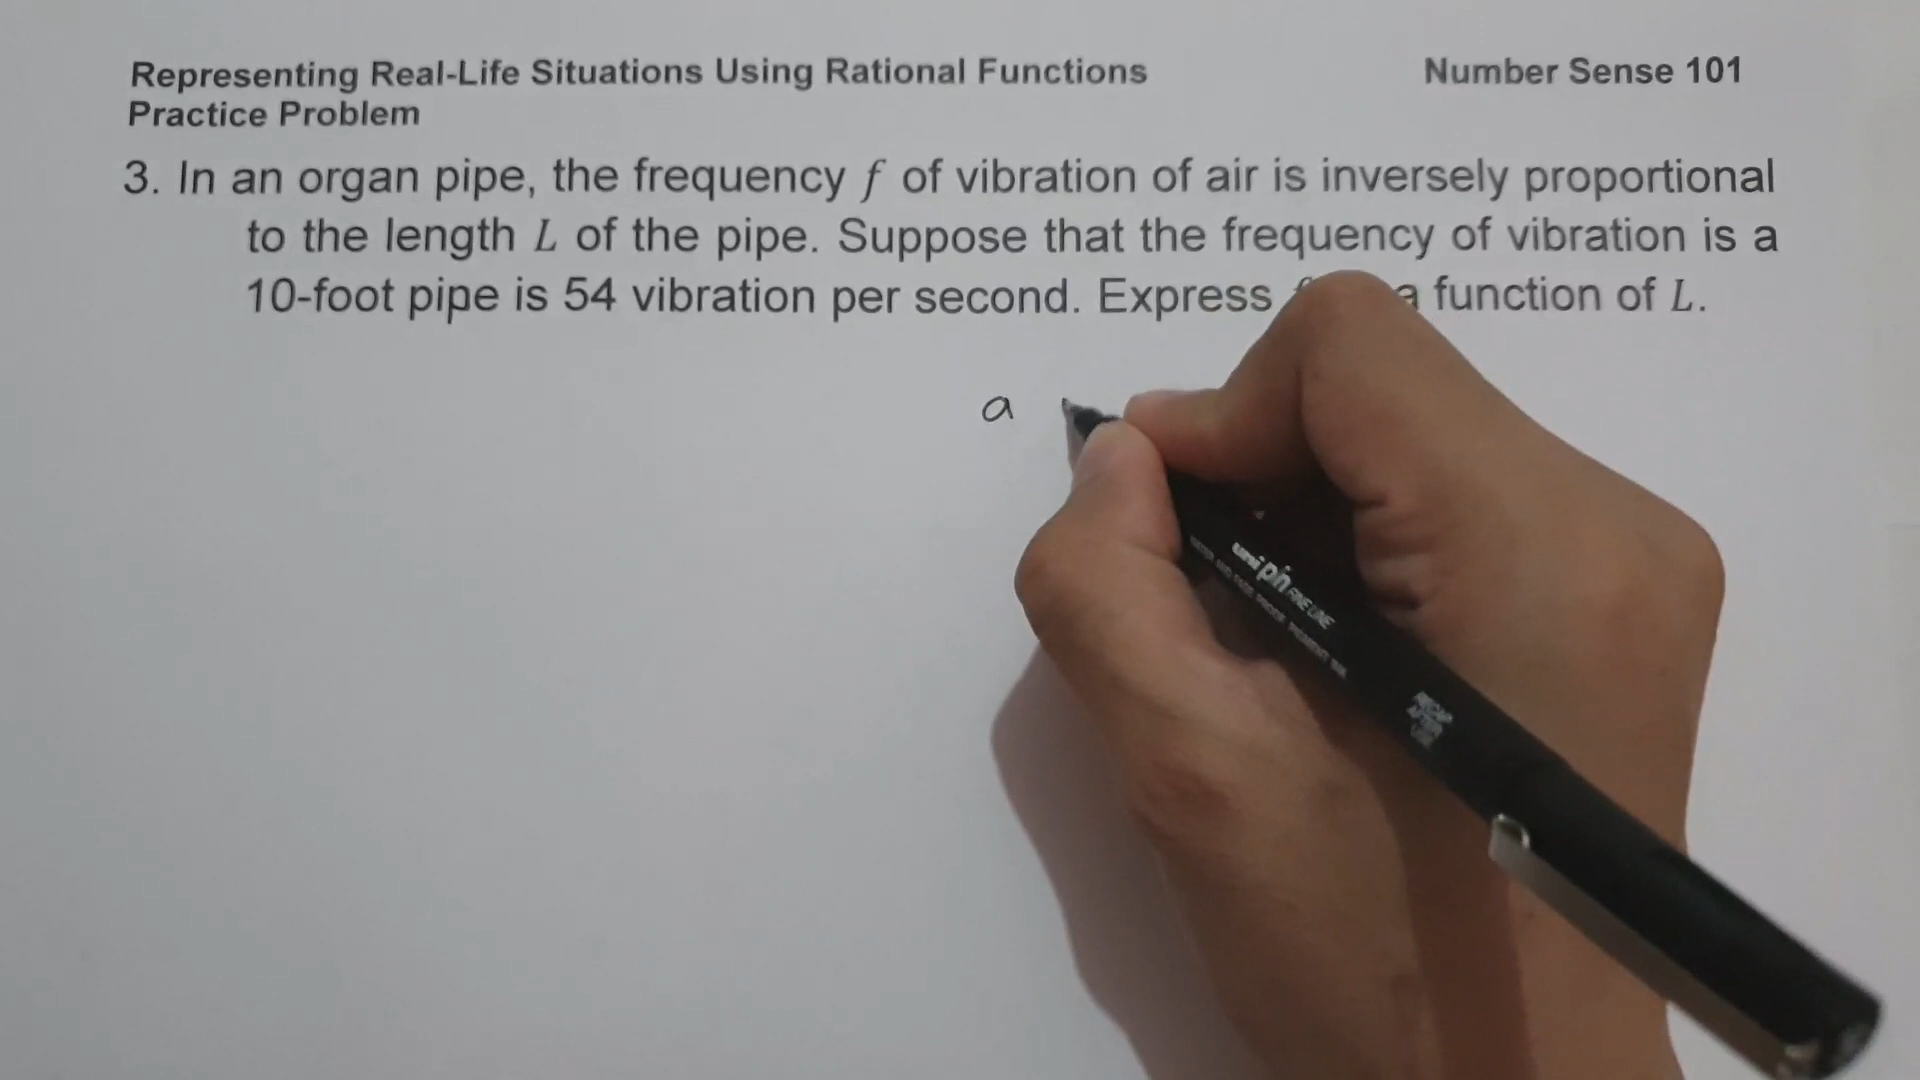 Representing Real-Life Situations Using Rational Functions
Number Sense 101
Practice Problem
3. In an organ pipe, the frequency f of vibration of air is inversely proportional
to the length L of the pipe. Suppose that the frequency of vibration is a
10-foot pipe is 54 vibration per second. Express a function of L.
a
uni pin FINE LINE